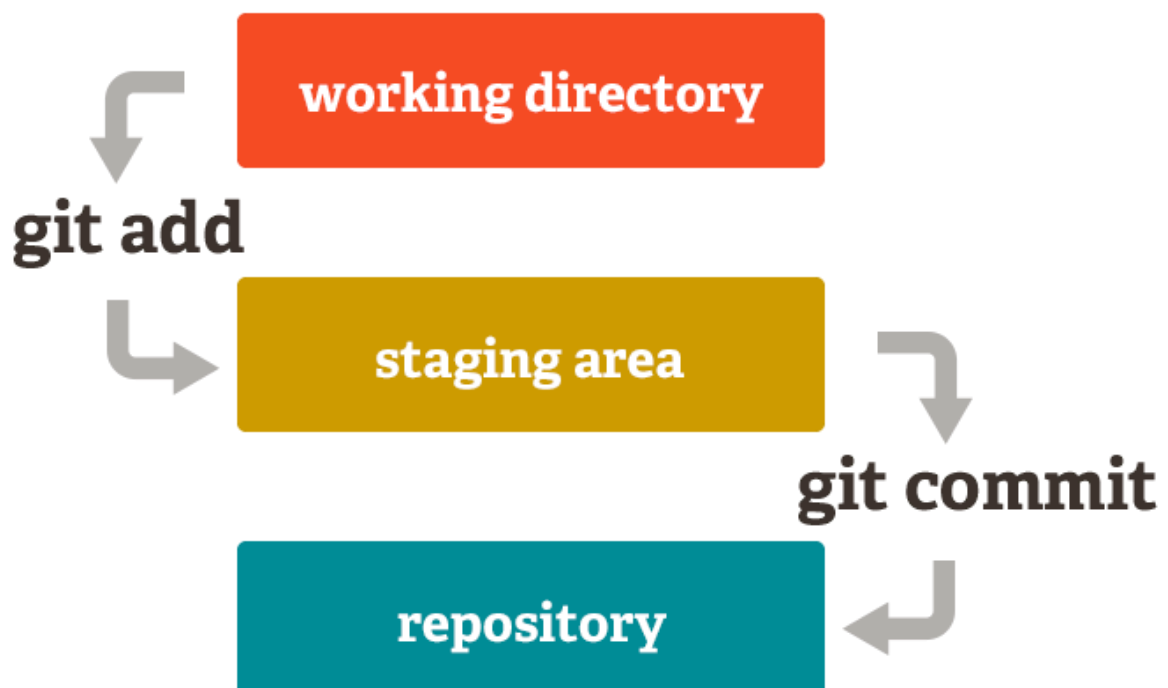 working directory
git add
staging area
git commit
repository